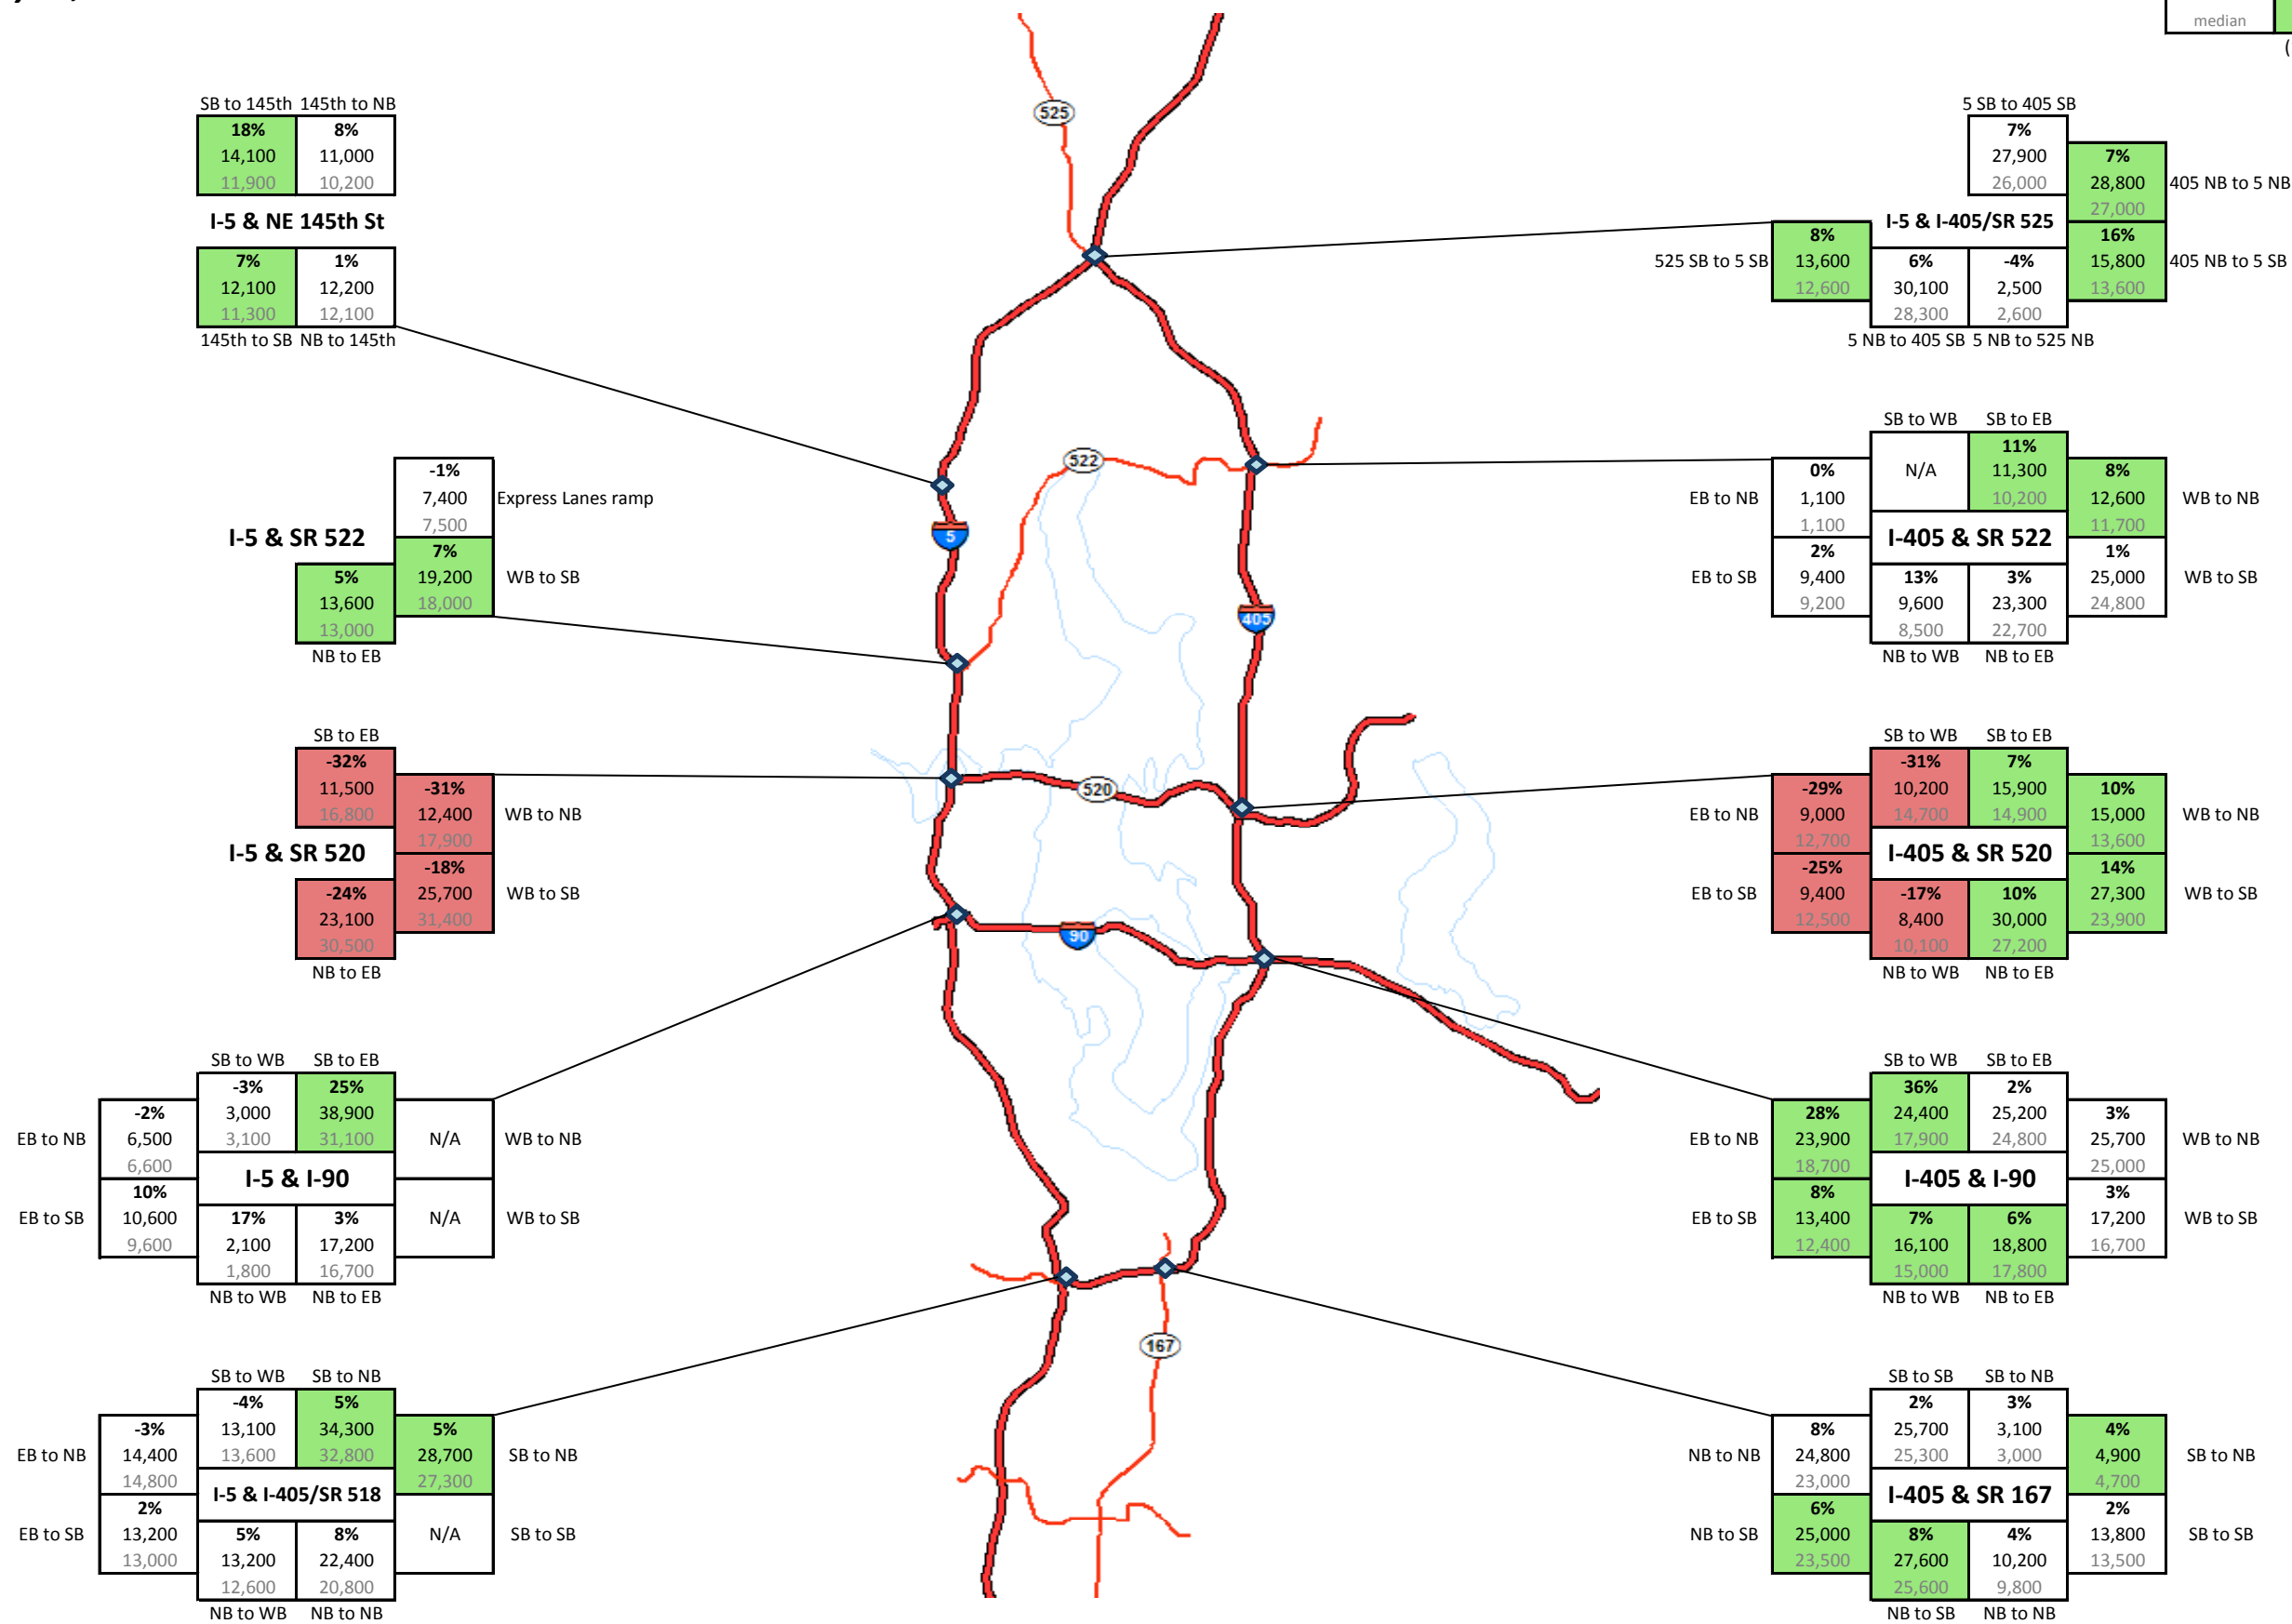 median
(
SB to 145th 145th to NB
18% 8%
14,100 11,000
11,900 10,200
I-5 & NE 145th St
7% 1%
12,100 12,200
11,300 12,100
145th to SB NB to 145th
-1%
7,400 Express Lanes ramp
7,500
I-5 & SR 522
7%
19,200 WB to SB
18,000
5%
13,600
13,000
NB to EB
SB to EB
-32%
11,500
16,800
-31%
12,400 WB to NB
17,900
I-5 & SR 520
-18%
25,700 WB to SB
31,400
-24%
23,100
30,500
NB to EB
SB to WB SB to EB
-3% 25%
3,000 38,900
3,100 31,100
EB to NB
-2%
6,500
6,600
N/A WB to NB
I-5 & I-90
EB to SB
10%
10,600
9,600
N/A WB to SB
17% 3%
2,100 17,200
1,800 16,700
NB to WB NB to EB
SB to WB SB to NB
-4% 5%
13,100 34,300
13,600 32,800
EB to NB
-3%
14,400
14,800
5%
28,700 SB to NB
27,300
I-5 & I-405/SR 518
EB to SB
2%
13,200
13,000
N/A SB to SB
5% 8%
13,200 22,400
12,600 20,800
NB to WB NB to NB
525
522
5
405
520
90
167
5 SB to 405 SB
7%
27,900
26,000
7%
28,800 405 NB to 5 NB
27,000
I-5 & I-405/SR 525
525 SB to 5 SB
8%
13,600
12,600
16%
15,800 405 NB to 5 SB
13,600
6% -4%
30,100 2,500
28,300 2,600
5 NB to 405 SB 5 NB to 525 NB
SB to WB SB to EB
N/A
11%
11,300
10,200
EB to NB
0%
1,100
1,100
8%
12,600 WB to NB
11,700
I-405 & SR 522
EB to SB
2%
9,400
9,200
1%
25,000 WB to SB
24,800
13% 3%
9,600 23,300
8,500 22,700
NB to WB NB to EB
SB to WB SB to EB
-31% 7%
10,200 15,900
14,700 14,900
EB to NB
-29%
9,000
12,700
10%
15,000 WB to NB
13,600
I-405 & SR 520
EB to SB
-25%
9,400
12,500
14%
27,300 WB to SB
23,900
-17% 10%
8,400 30,000
10,100 27,200
NB to WB NB to EB
SB to WB SB to EB
36% 2%
24,400 25,200
17,900 24,800
EB to NB
28%
23,900
18,700
3%
25,700 WB to NB
25,000
I-405 & I-90
EB to SB
8%
13,400
12,400
3%
17,200 WB to SB
16,700
7% 6%
16,100 18,800
15,000 17,800
NB to WB NB to EB
SB to SB SB to NB
2% 3%
25,700 3,100
25,300 3,000
NB to NB
8%
24,800
23,000
4%
4,900 SB to NB
4,700
I-405 & SR 167
NB to SB
6%
25,000
23,500
2%
13,800 SB to SB
13,500
8% 4%
27,600 10,200
25,600 9,800
NB to SB NB to NB